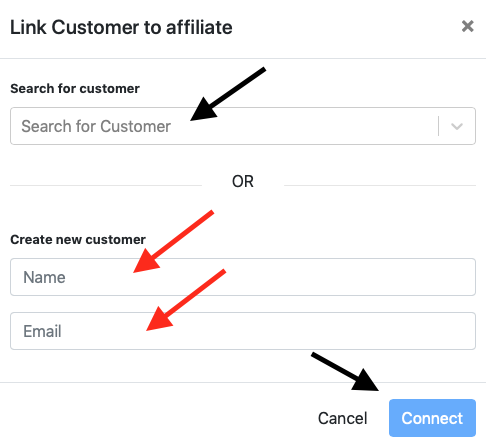 Link Customer to affiliate
Search for customer
Search for Customer
OR
Create new customer
Name
Email
Cancel
Connect